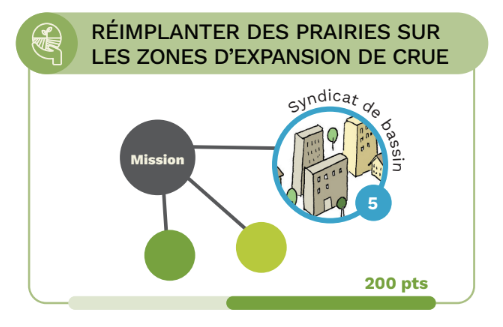 RÉIMPLANTER DES PRAIRIES SUR
LES ZONES D'EXPANSION DE CRUE
Syndicat de bassin
Mission
5
200 pts